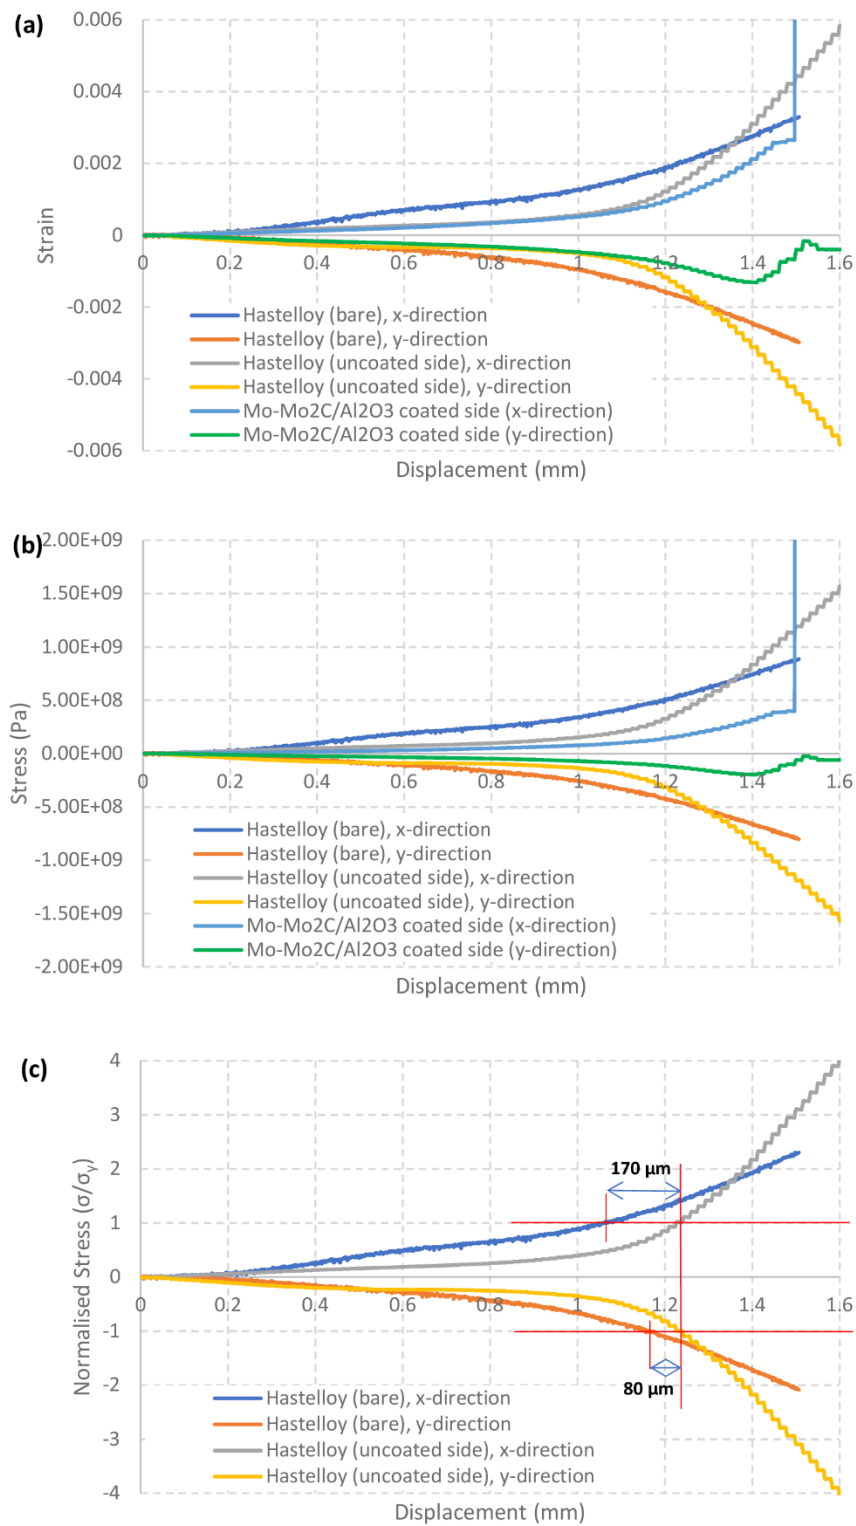 (a)
0.006
0.004
0.002
0
-0.002
-0.004
-0.006
Strain
0 0.2 0.4 0.6 0.8 1 1.2 1.4 1.6
Hastelloy (bare), x-direction
Hastelloy (bare), y-direction
Hastelloy (uncoated side), x-direction
Hastelloy (uncoated side), y-direction
Mo-Mo2C/Al2O3 coated side (x-direction)
Mo-Mo2C/Al2O3 coated side (y-direction)
Displacement (mm)
(b)
2.00E+09
1.50E+09
1.00E+09
5.00E+08
0.00E+00
-5.00E+08
-1.00E+09
-1.50E+09
-2.00E+09
Stress (Pa)
0 0.2 0.4 0.6 0.8 1 1.2 1.4 1.6
Hastelloy (bare), x-direction
Hastelloy (bare), y-direction
Hastelloy (uncoated side), x-direction
Hastelloy (uncoated side), y-direction
Mo-Mo2C/Al2O3 coated side (x-direction)
Mo-Mo2C/Al2O3 coated side (y-direction)
Displacement (mm)
(c)
4
3
2
1
0
-1
-2
-3
-4
Normalised Stress (σ/σy)
170 µm
0 0.2 0.4 0.6 0.8 1 1.2 1.4 1.6
80 µm
Hastelloy (bare), x-direction
Hastelloy (bare), y-direction
Hastelloy (uncoated side), x-direction
Hastelloy (uncoated side), y-direction
Displacement (mm)